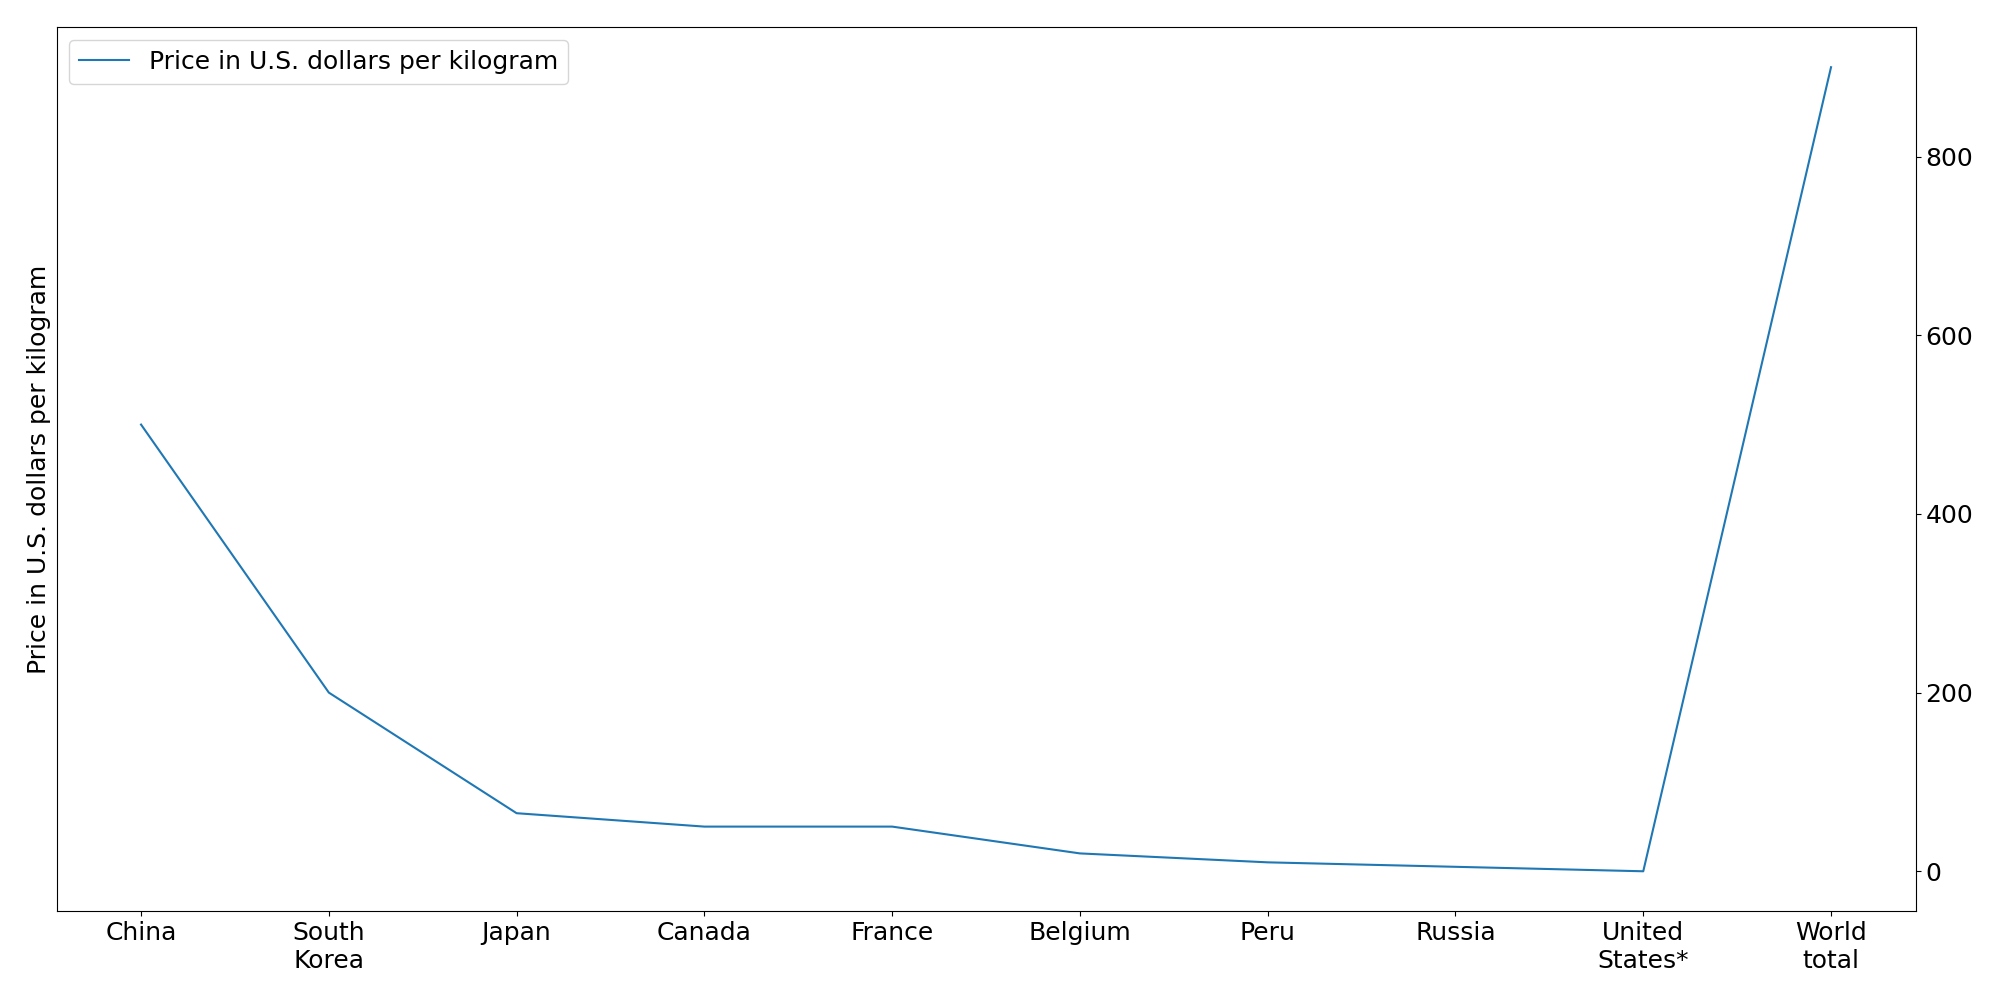 Price in U.S. dollars per kilogram
Price in U.S. dollars per kilogram
800
600
400
200
0
China
South
Korea
Japan
Canada
France
Belgium
Peru
Russia
United
States*
World
total